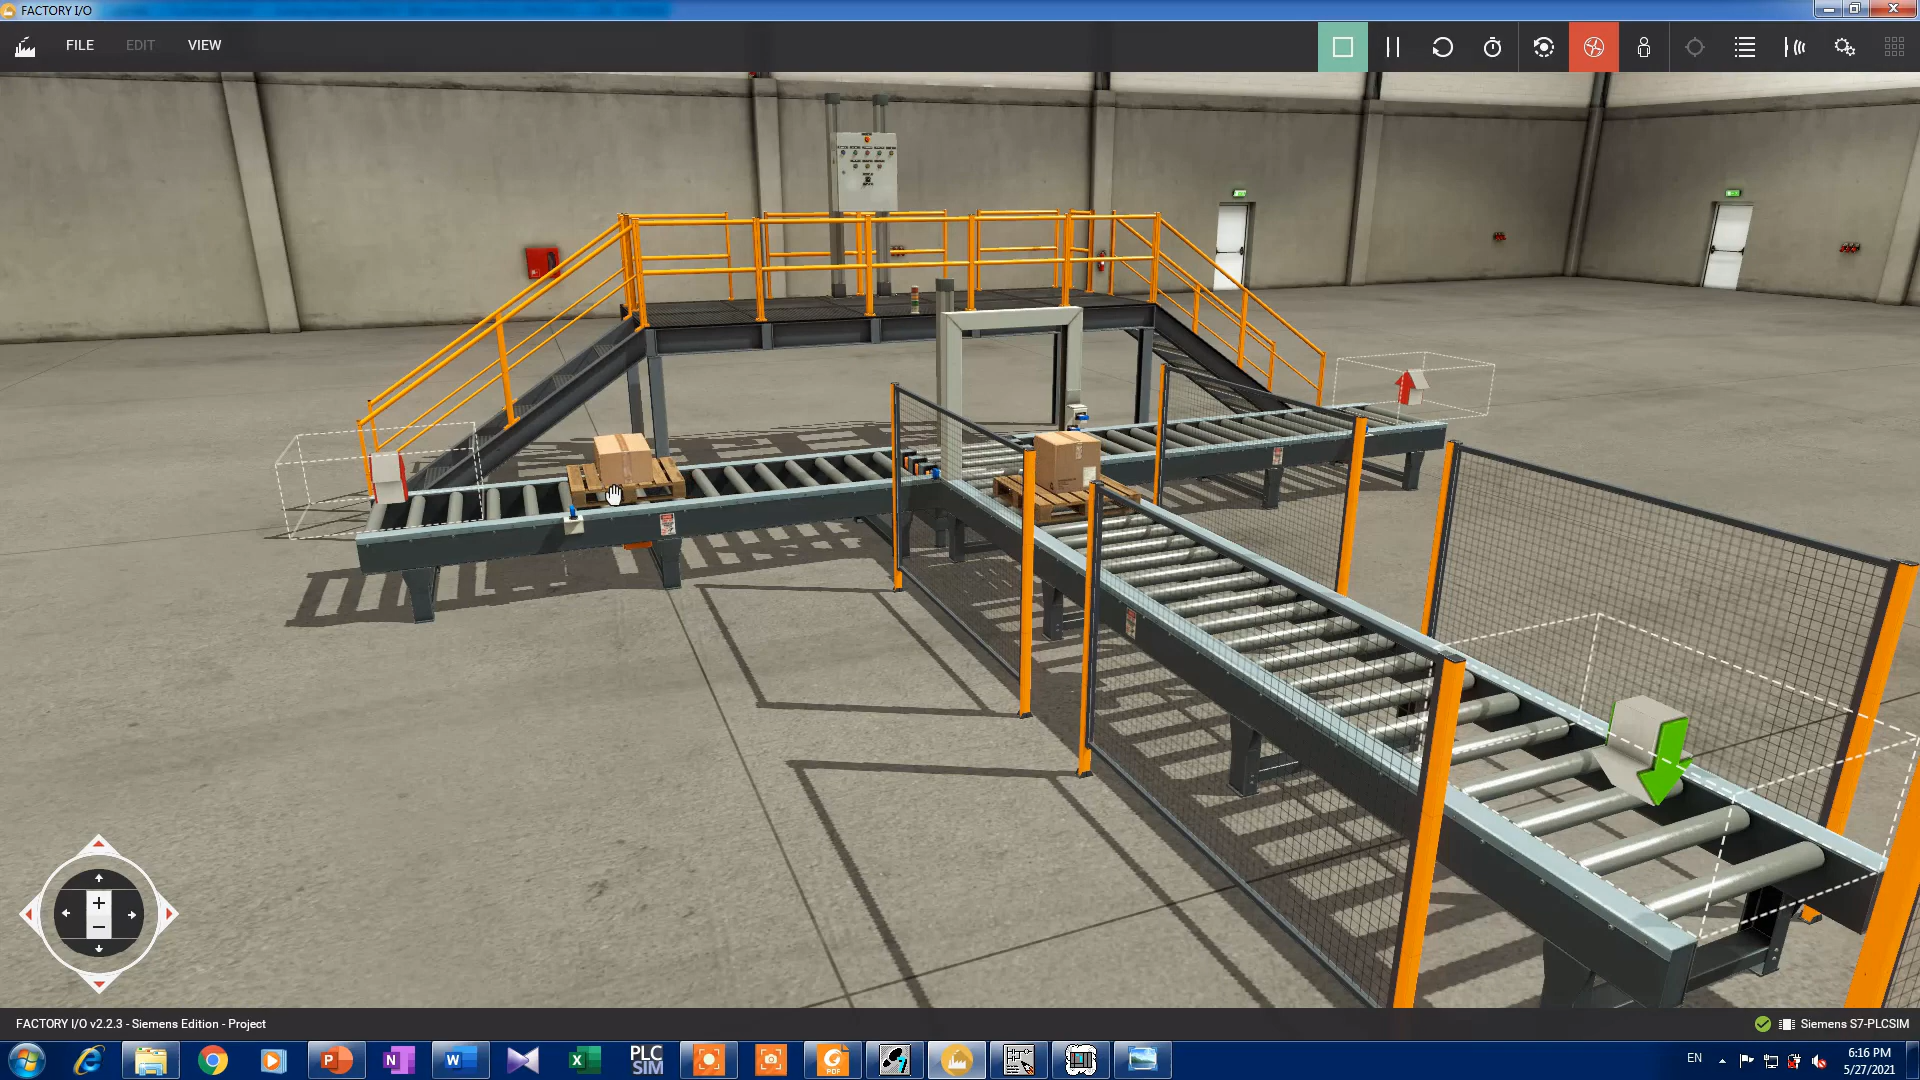 FACTORY I/O
FILE
EDIT
VIEW
FACTORY I/O v2.2.3 - Siemens Edition - Project
Siemens S7-PLCSIM
PLC
SIM
PDF
EN
6:16 PM
5/27/2021